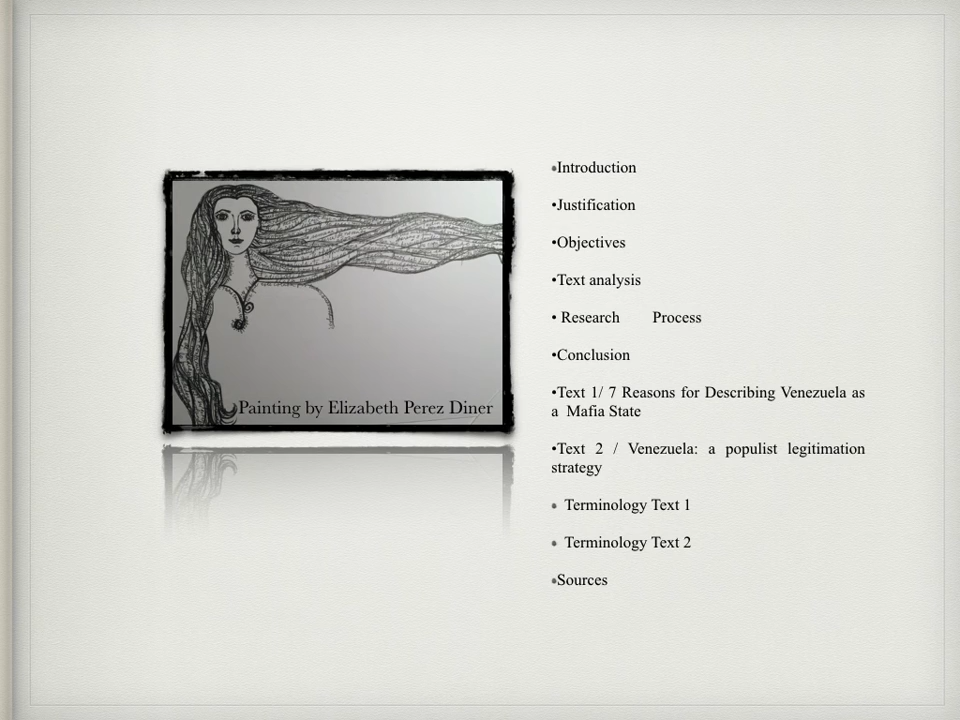 Painting by Elizabeth Perez Diner
•Introduction
•Justification
•Objectives
•Text analysis
• Research Process
•Conclusion
•Text 1/ 7 Reasons for Describing Venezuela as
a Mafia State
•Text 2 / Venezuela: a populist legitimation
strategy
• Terminology Text 1
• Terminology Text 2
•Sources